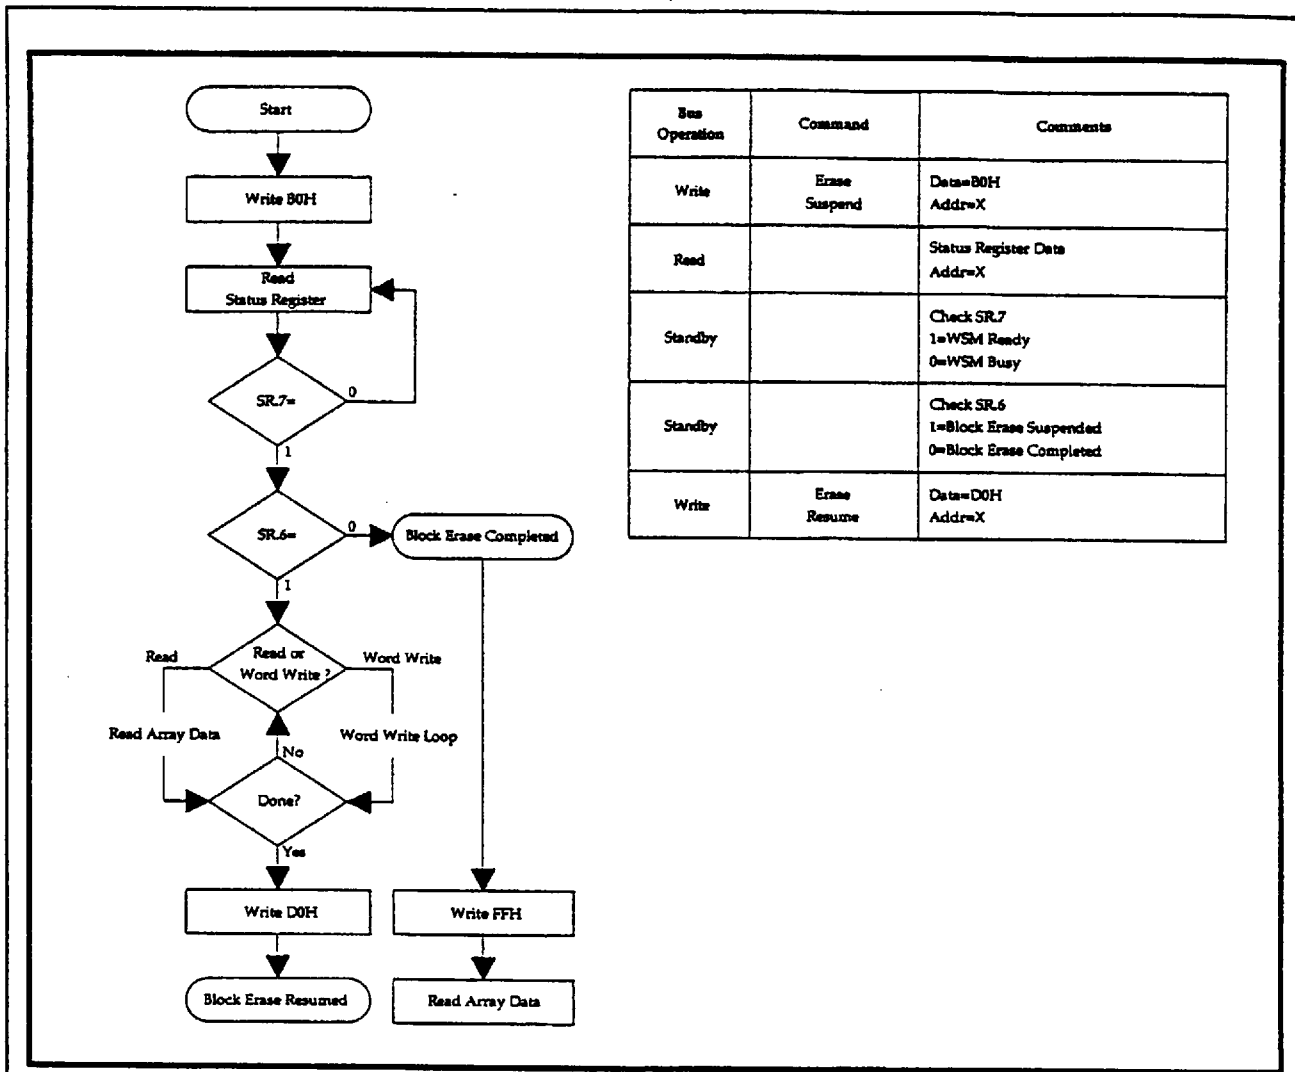 Start
Write B0H
Read
Status Register
SR.7=
0
1
SR.6=
0
Block Erase Completed
1
Read or
Word Write ?
Read
Word Write
Read Array Data
Word Write Loop
No
Done?
Yes
Write D0H
Write FFH
Block Erase Resumed
Read Array Data
Bus
Operation
Command
Comments
Write
Erase
Suspend
Data=B0H
Addr=X
Read
Status Register Data
Addr=X
Standby
Check SR.7
1=WSM Ready
0=WSM Busy
Standby
Check SR.6
1=Block Erase Suspended
0=Block Erase Completed
Write
Erase
Resume
Data=D0H
Addr=X